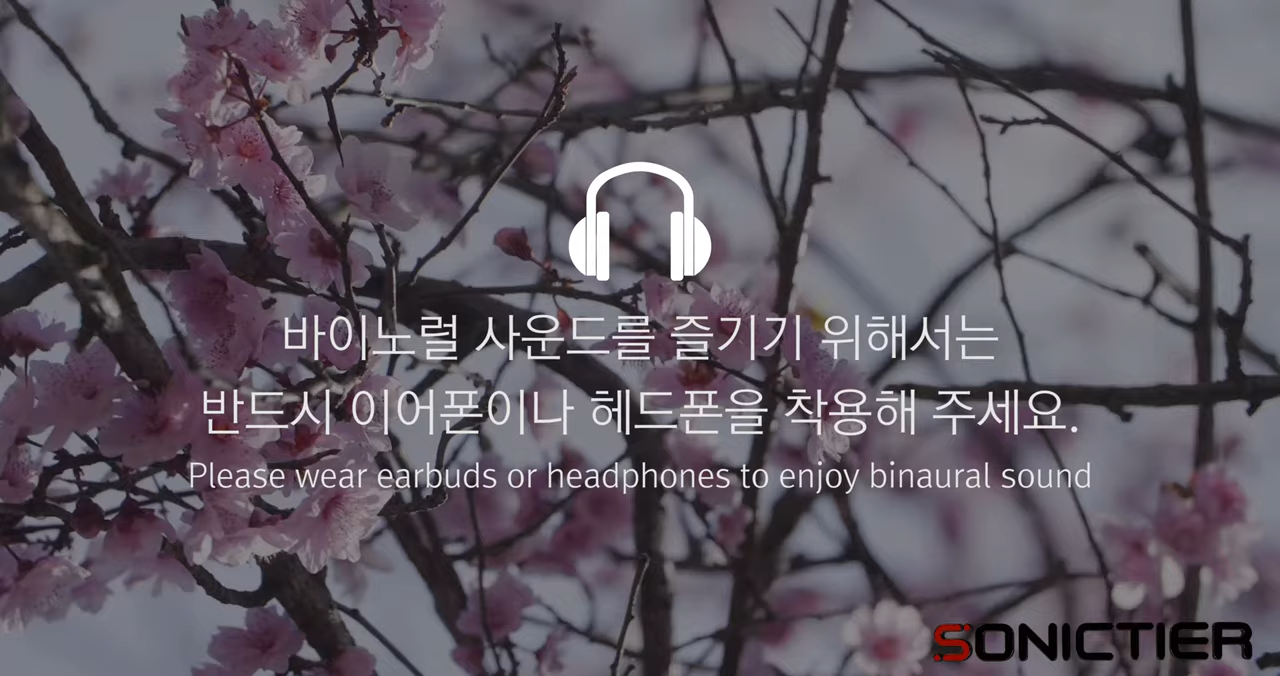 바이노럴 사운드를 즐기기 위해서는
반드시 이어폰이나 헤드폰을 착용해 주세요.
Please wear earbuds or headphones to enjoy binaural sound
SONICTIER